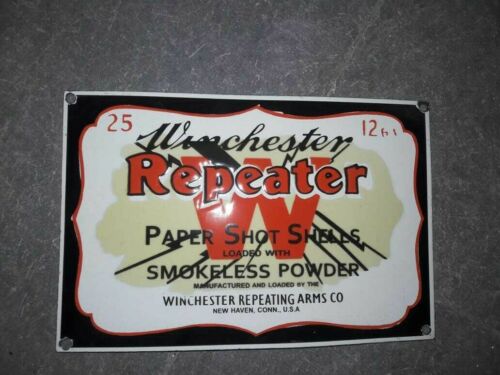 25
12 G1
Winchester
Repeater
W
PAPER SHOT SHELLS
LOADED WITH
SMOKELESS POWDER
MANUFACTURED AND LOADED BY THE
WINCHESTER REPEATING ARMS CO
NEW HAVEN, CONN., U.S.A